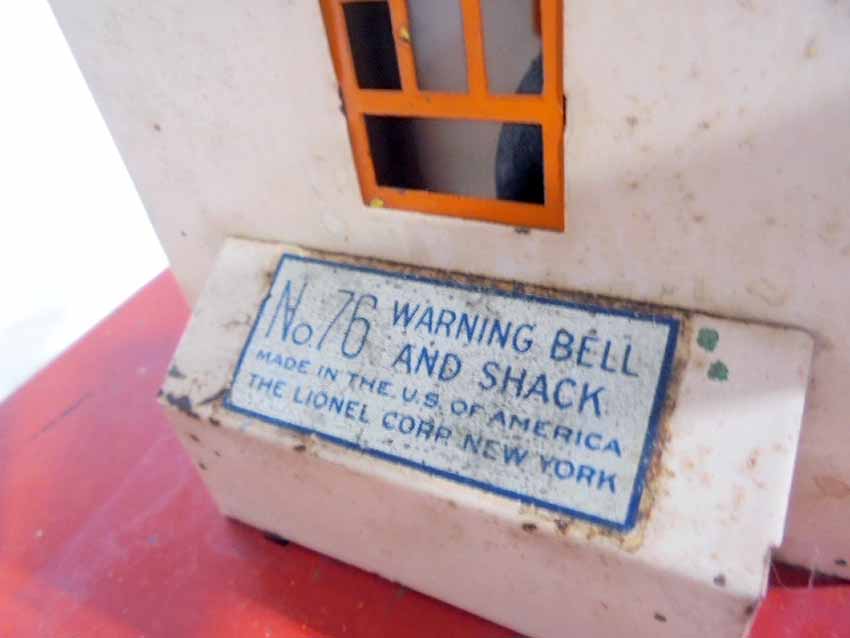 No. 76 WARNING BELL
AND SHACK
MADE IN THE U.S. OF AMERICA
THE LIONEL CORP. NEW YORK